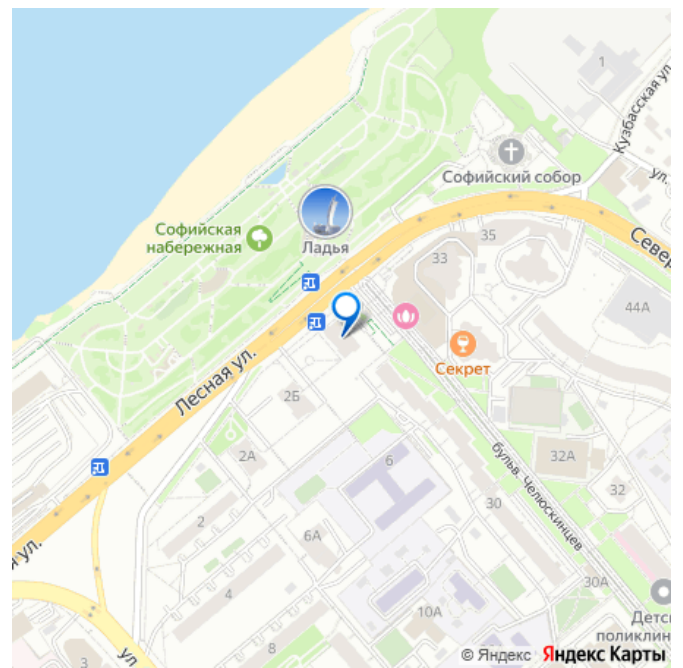 1
Кузбасская ул.
ул.
Софийский собор
Софийская
набережная
Ладья
35
33
Север
44А
Секрет
Лесная ул.
2Б
2А
6
32А
32
бульв. Челюскинцев
30
2
6А
30А
4
10А
Детс
поликлин
8
3
ул
я ул.
© Яндекс Яндекс Карты